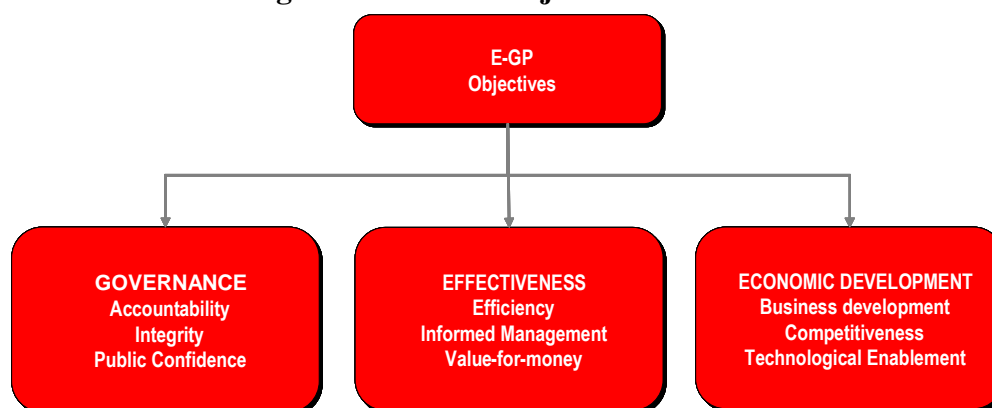 E-GP
Objectives
GOVERNANCE
Accountability
Integrity
Public Confidence
EFFECTIVENESS
Efficiency
Informed Management
Value-for-money
ECONOMIC DEVELOPMENT
Business development
Competitiveness
Technological Enablement